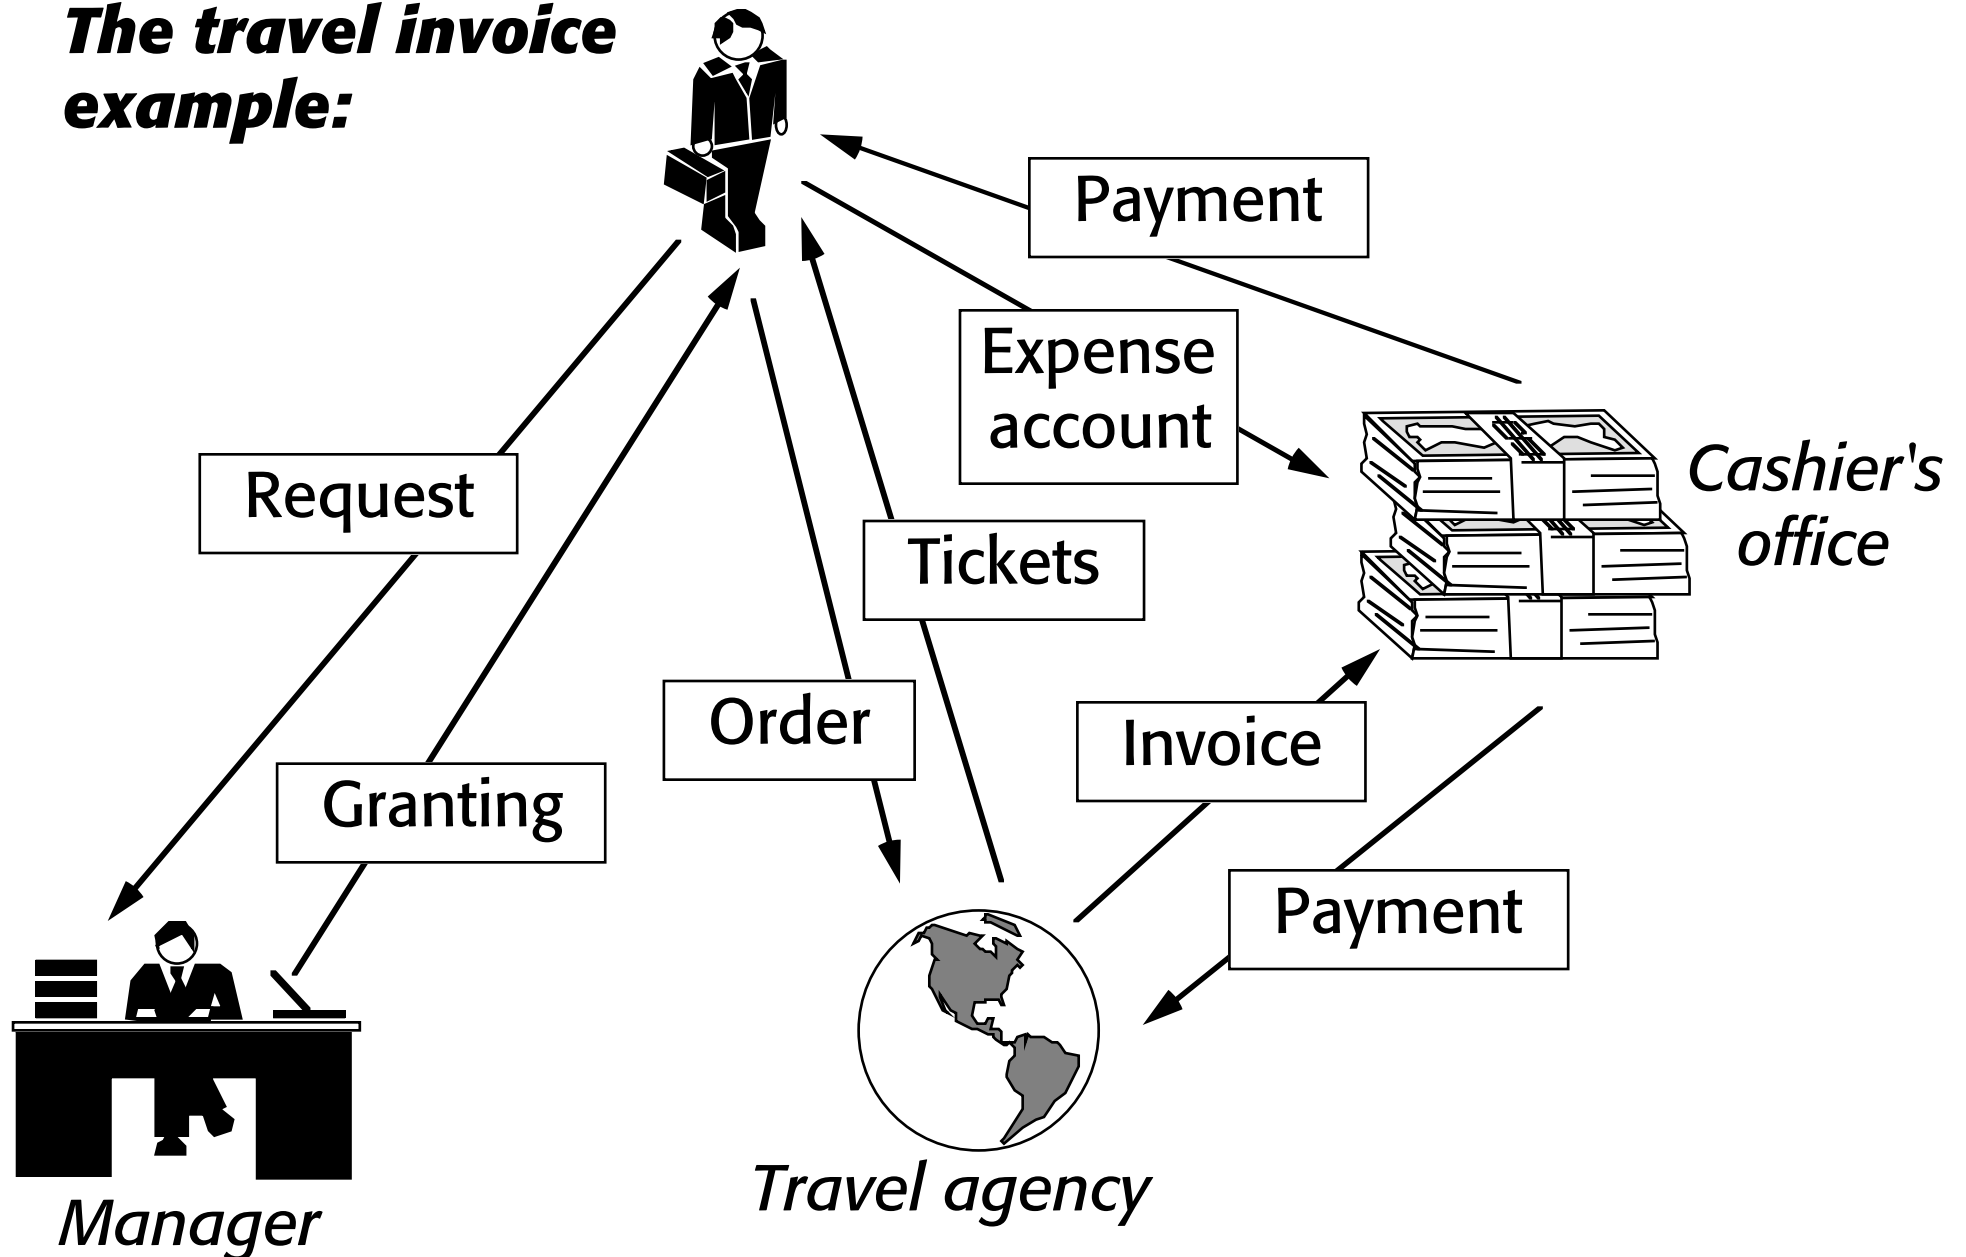 The travel invoice
example:
Payment
Expense
account
Request
Cashier's
office
Tickets
Order
Invoice
Granting
Payment
Travel agency
Manager